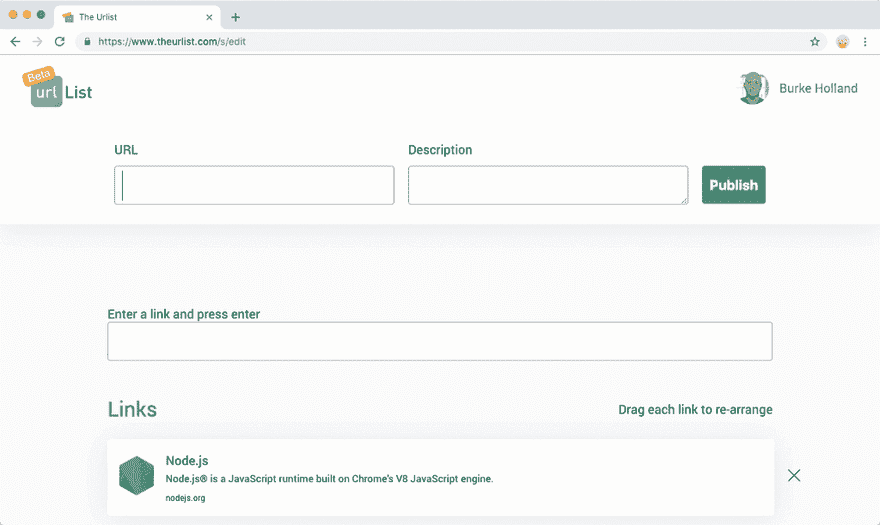 The Urlist
https://www.theurlist.com/s/edit
Beta
url List
Burke Holland
URL
Description
Publish
Enter a link and press enter
Links
Drag each link to re-arrange
Node.js
Node.js® is a JavaScript runtime built on Chrome's V8 JavaScript engine.
nodejs.org